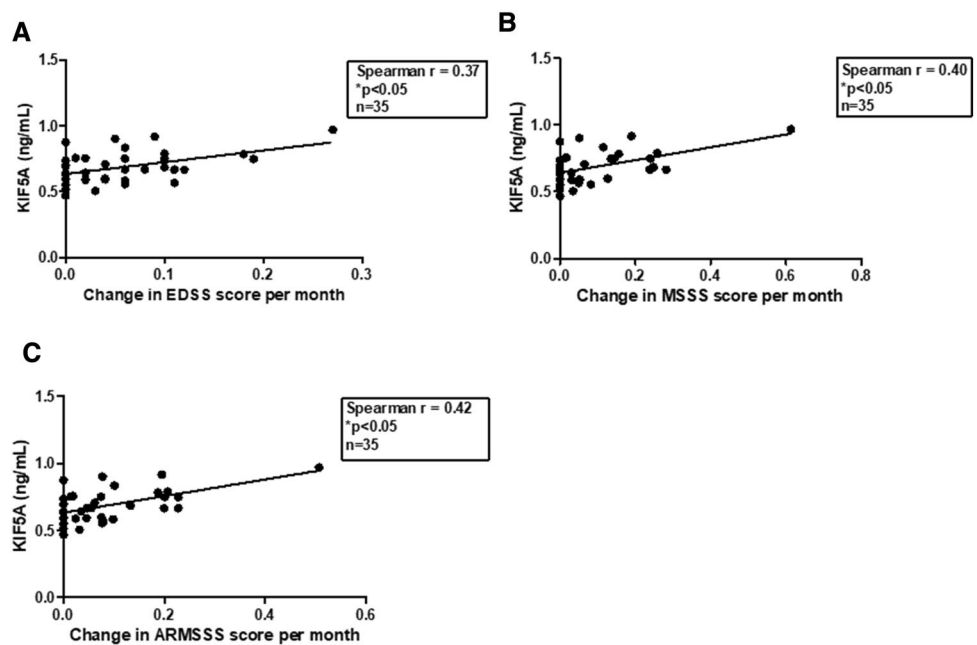 A
KIF5A (ng/mL)
1.5
1.0
0.5
0.0
0.0 0.1 0.2 0.3
Change in EDSS score per month
Spearman r = 0.37
*p<0.05
n=35
B
KIF5A (ng/mL)
1.5
1.0
0.5
0.0
0.0 0.2 0.4 0.6 0.8
Change in MSSS score per month
Spearman r = 0.40
*p<0.05
n=35
C
KIF5A (ng/mL)
1.5
1.0
0.5
0.0
0.0 0.2 0.4 0.6
Change in ARMSSS score per month
Spearman r = 0.42
*p<0.05
n=35